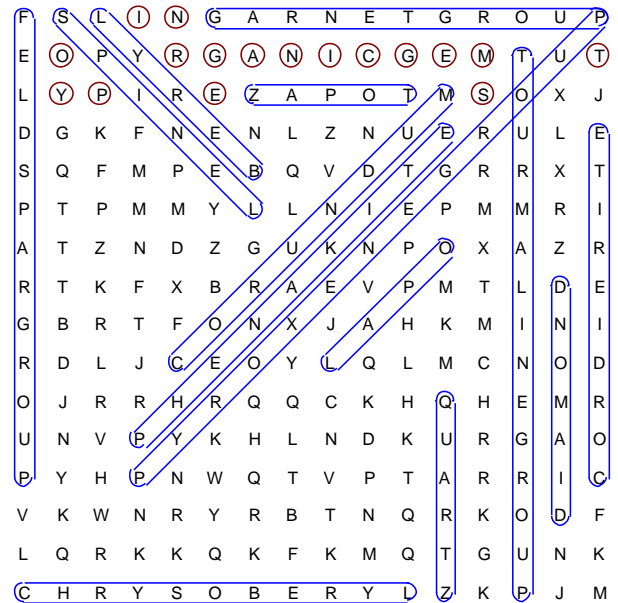 F S L I N G A R N E T G R O U P
E O P Y R G A N I C G E M T U T
L Y P I R E Z A P O T M S O X J
D G K F N E N L Z N U E R U L E
S Q F M P E B Q V D T G R R X T
P T P M M Y L L N I E P M M R I
A T Z N D Z G U K N P O X A Z R
R T K F X B R A E V P M T L D E
G B R T F O N X J A H K M I N I
R D L J C E O Y L Q L M C N O D
O J R R H R Q Q C K H Q H E M R
U N V P Y K H L N D K U R G A O
P Y H P N W Q T V P T A R R I C
V K W N R Y R B T N Q R K O D F
L Q R K K Q K F K M Q T G U N K
C H R Y S O B E R Y L Z K P J M